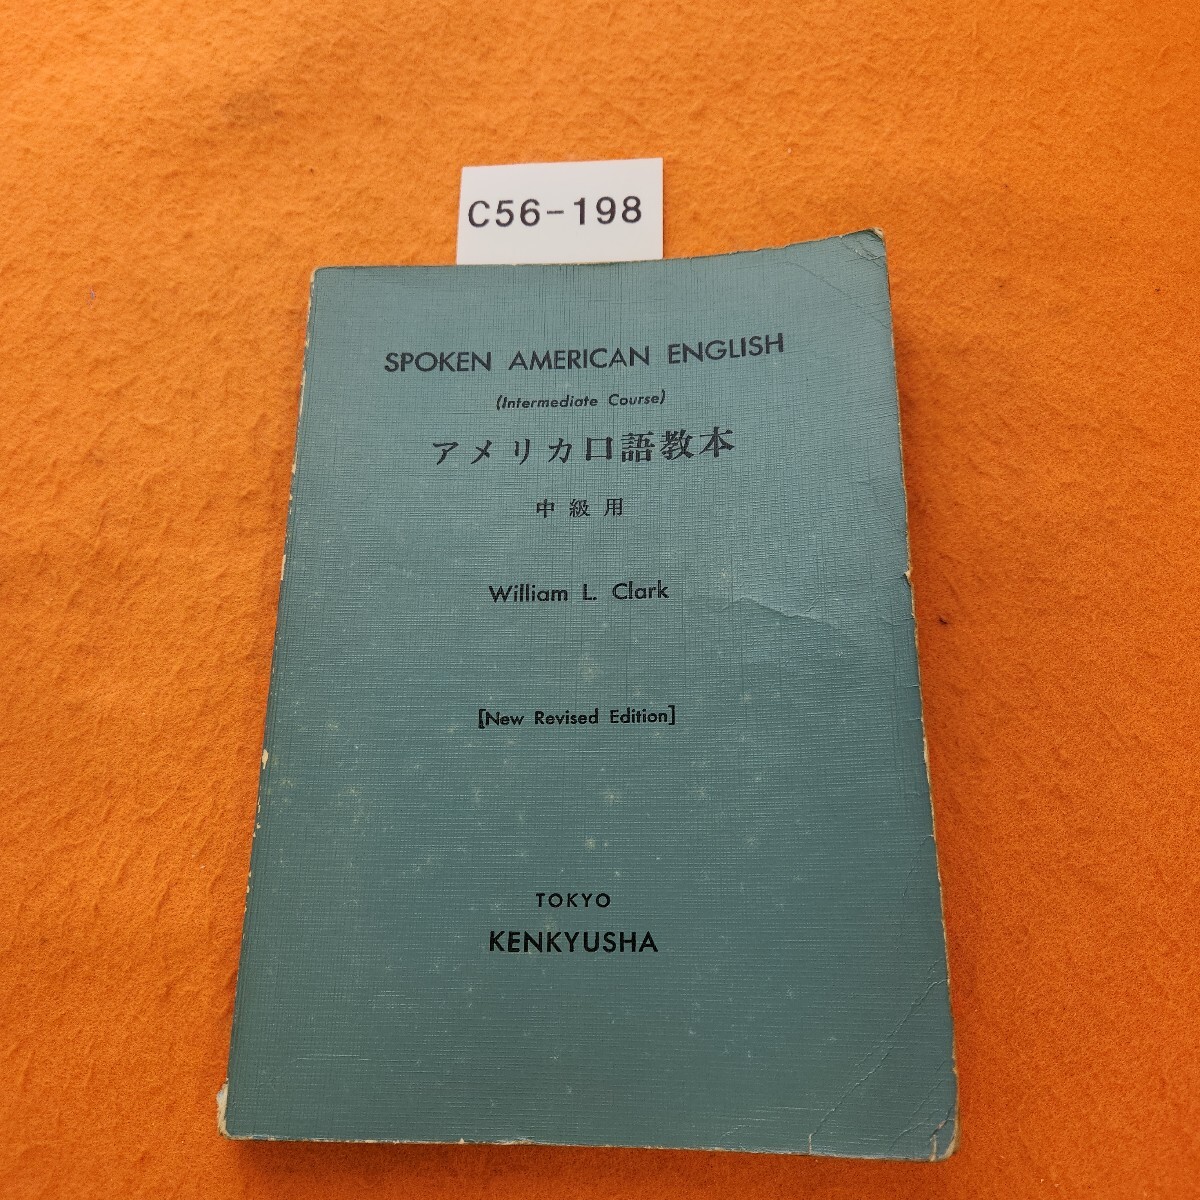 C56-198
SPOKEN AMERICAN ENGLISH
(Intermediate Course)
アメリカ口語教本
中級用
William L. Clark
[New Revised Edition]
TOKYO
KENKYUSHA